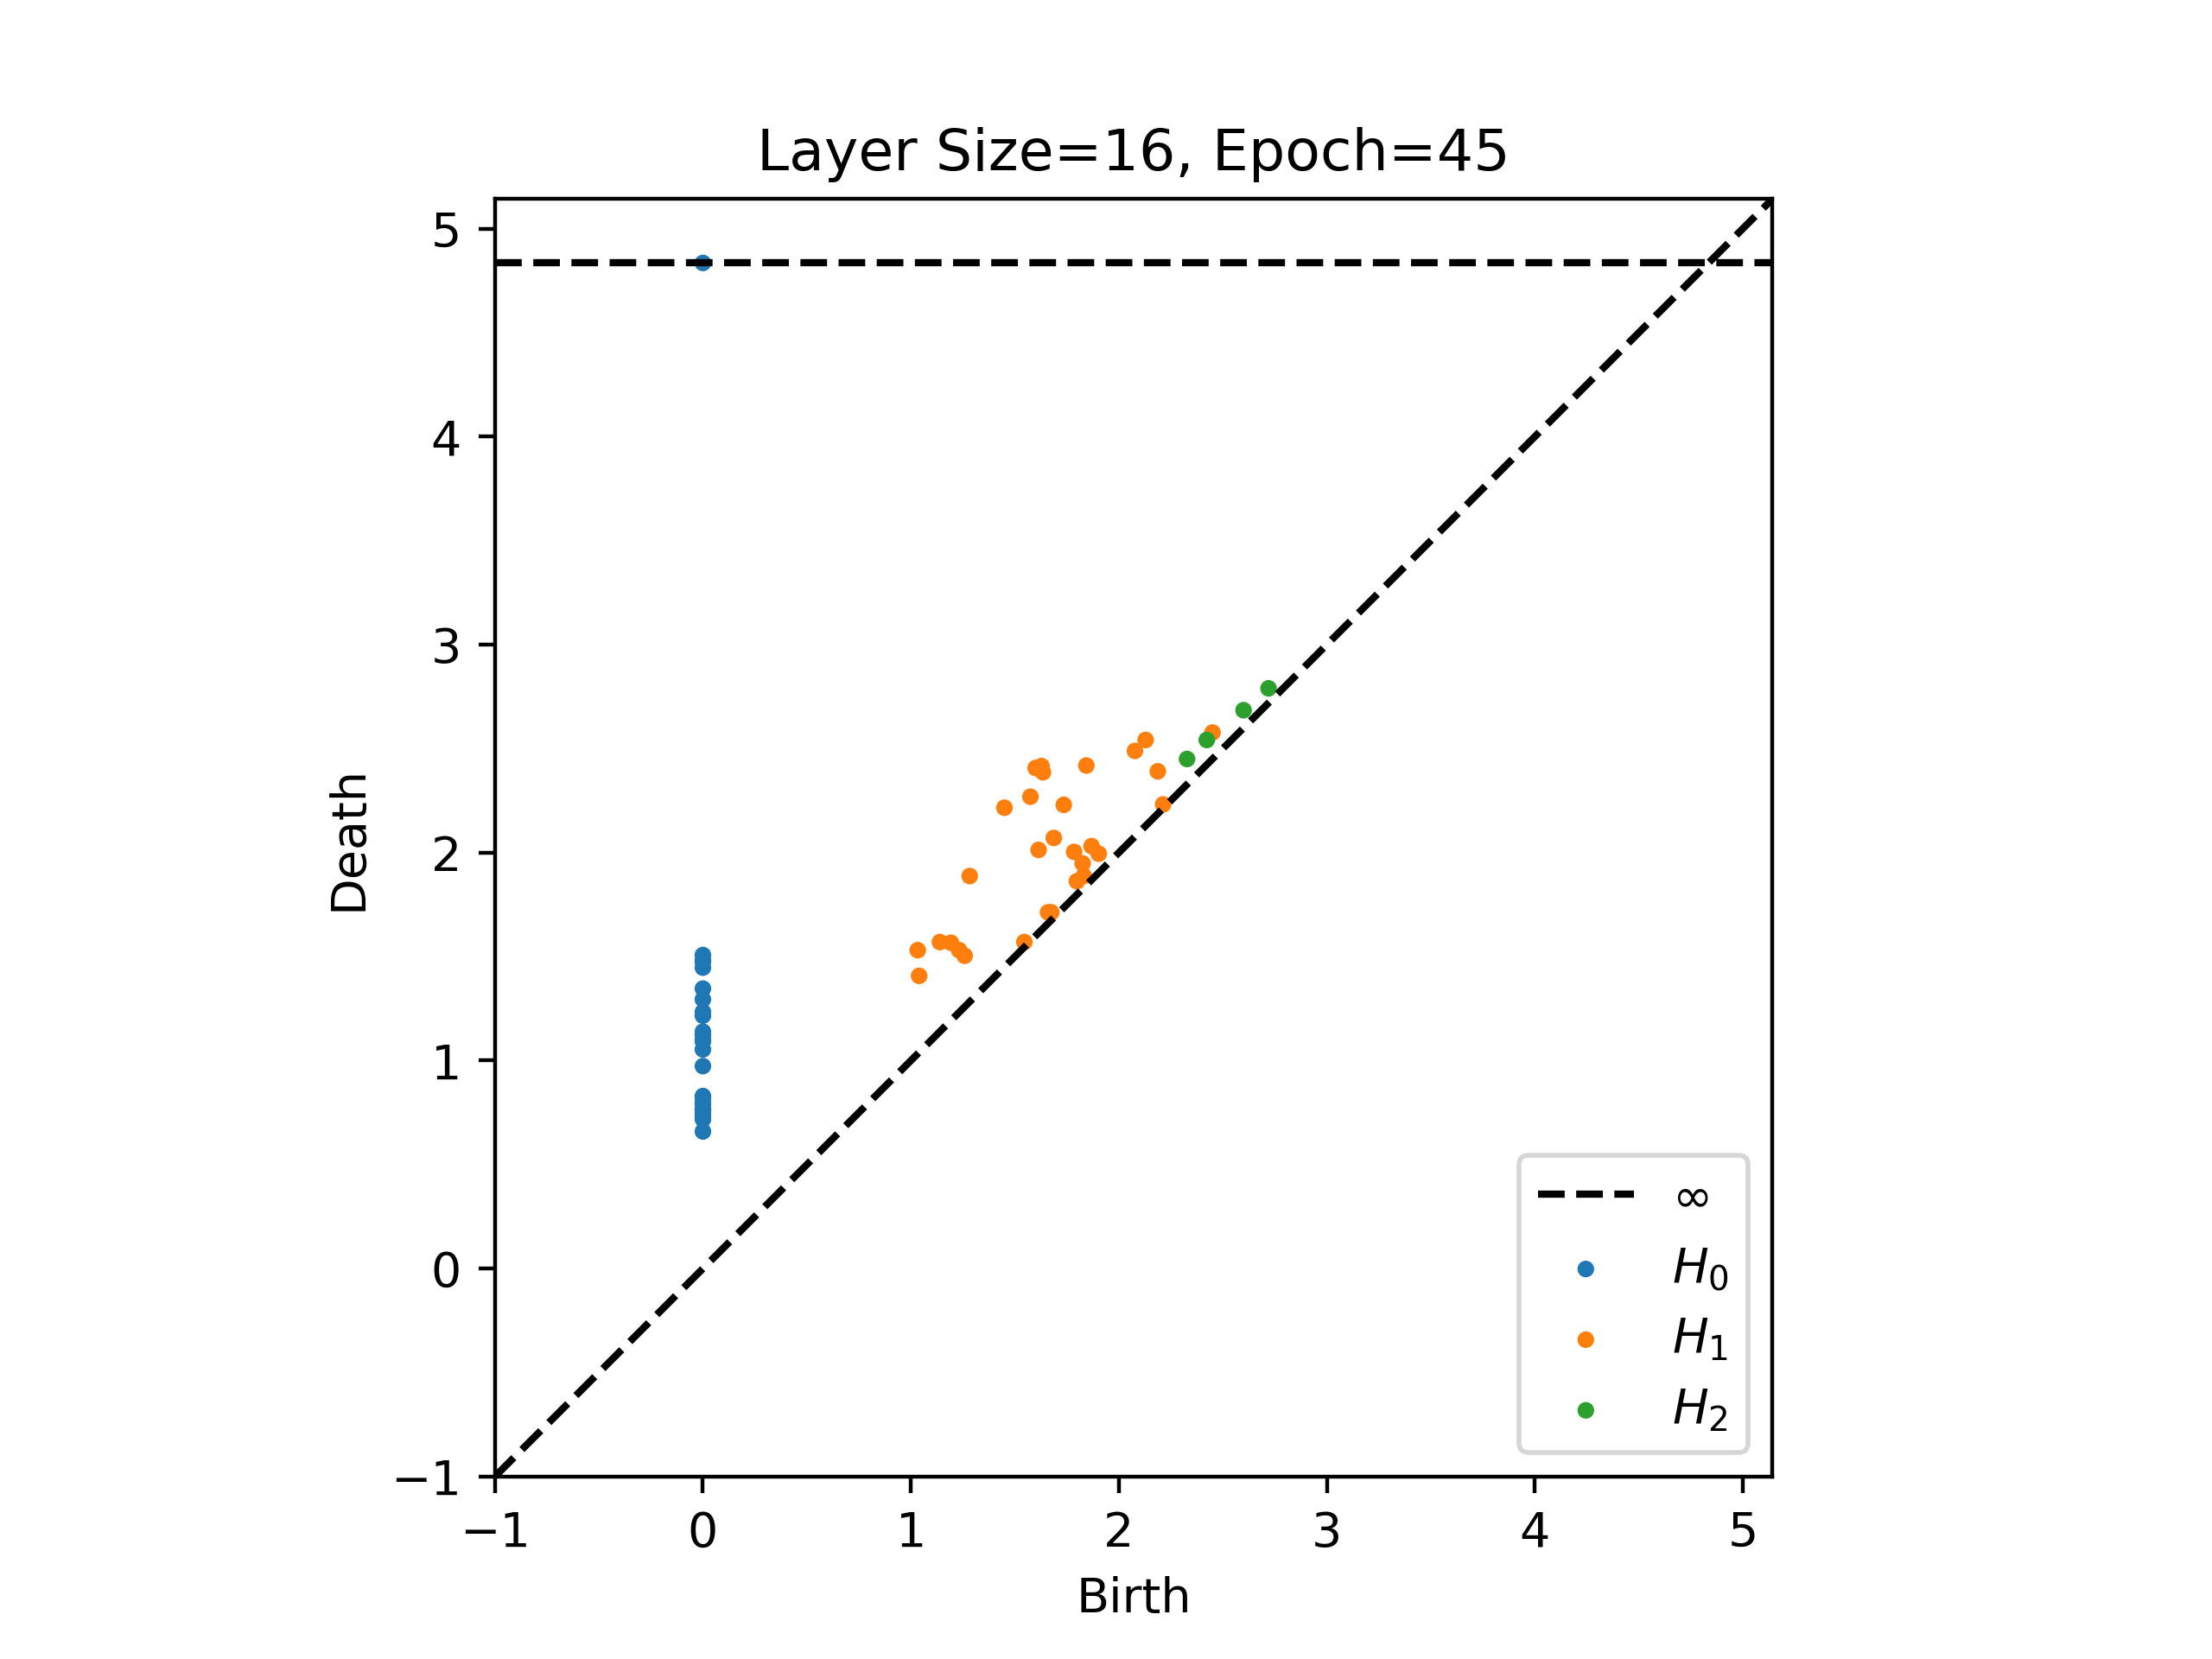 Layer Size=16, Epoch=45
5
4
3
2
1
0
−1
Death
−1 0 1 2 3 4 5
Birth
∞
H₀
H₁
H₂